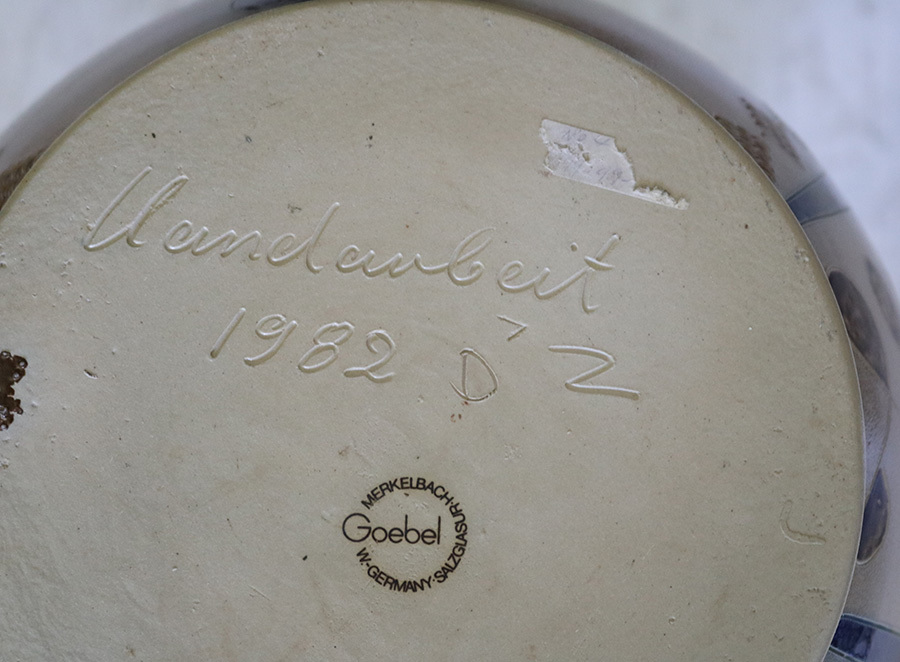 Handarbeit
1982 D Z
MERKELBACH·
Goebel
W.-GERMANY·SALZGLASUR·